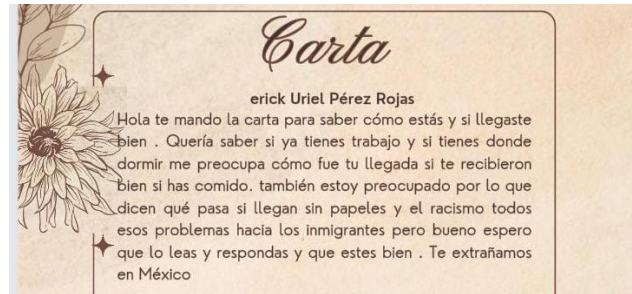 Carta
erick Uriel Pérez Rojas
Hola te mando la carta para saber cómo estás y si llegaste
bien . Quería saber si ya tienes trabajo y si tienes donde
dormir me preocupa cómo fue tu llegada si te recibieron
bien si has comido. también estoy preocupado por lo que
dicen qué pasa si llegan sin papeles y el racismo todos
esos problemas hacia los inmigrantes pero bueno espero
que lo leas y respondas y que estes bien . Te extrañamos
en México